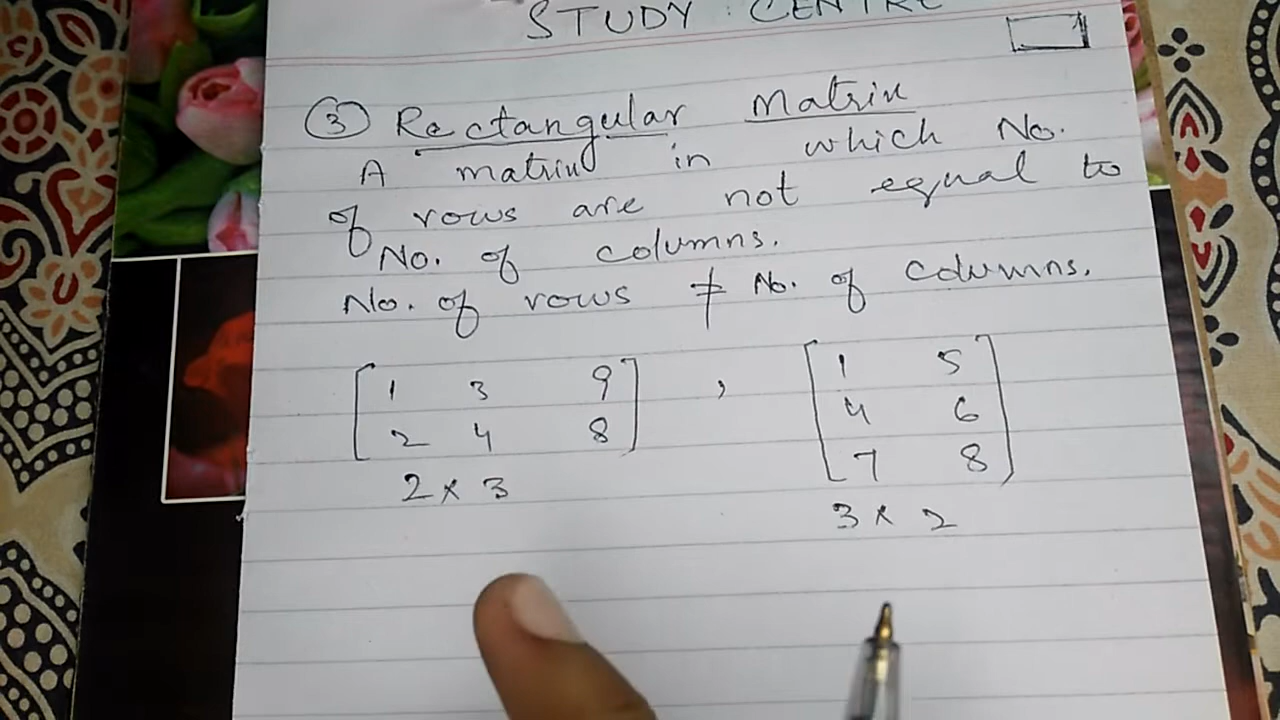 STUDY CENTRE
1
③ Rectangular Matrix
A matrix in which No.
of rows are not equal to
No. of columns.
No. of rows ≠ No. of columns.
[1 3 9 , [1 5
2 4 8] 4 6
7 8]
2 × 3 3 × 2